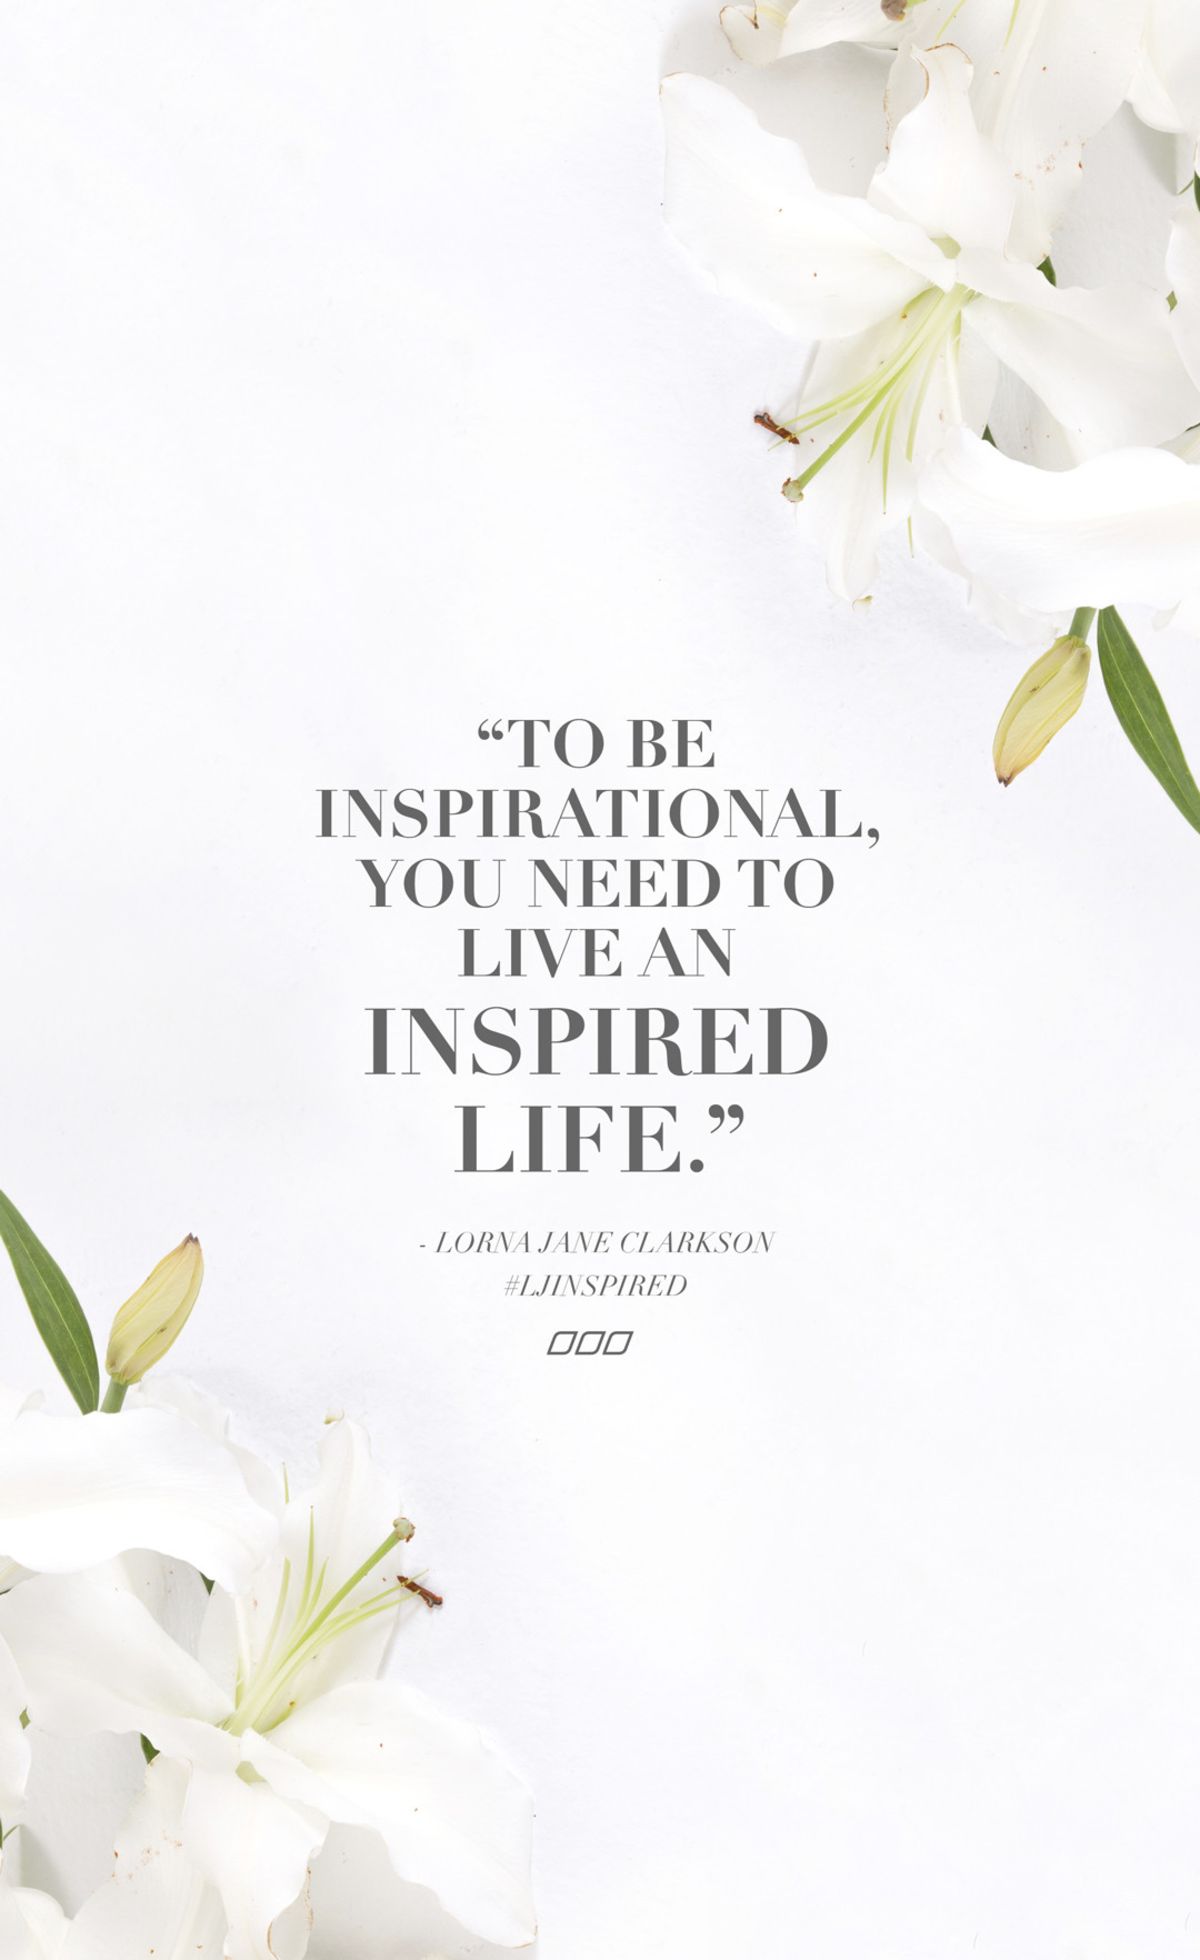 “TO BE
INSPIRATIONAL,
YOU NEED TO
LIVE AN
INSPIRED
LIFE.”
- LORNA JANE CLARKSON
#LJINSPIRED